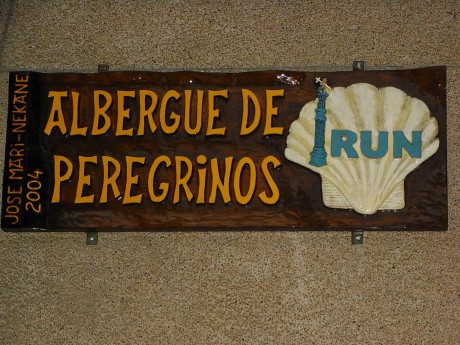 JOSE MARI-NEKANE
2004
ALBERGUE DE
PEREGRiNOS
IRUN